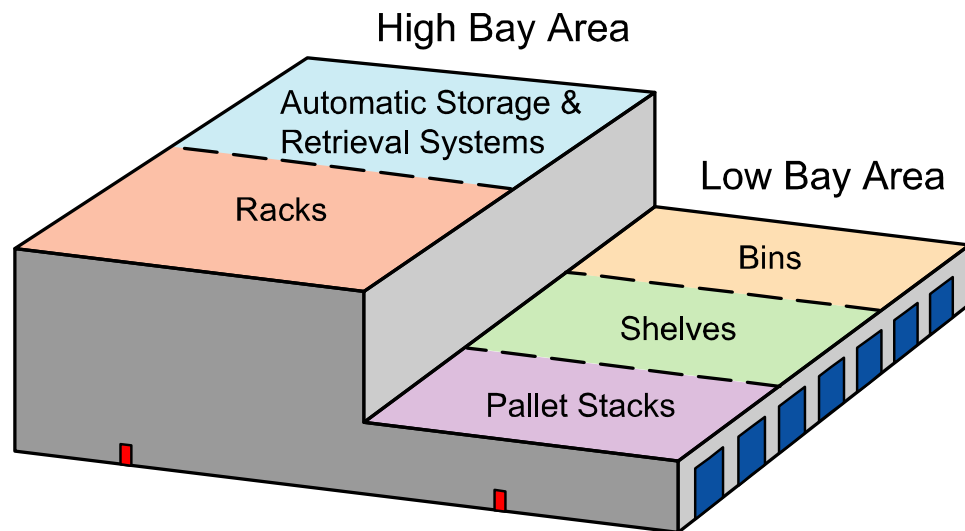 High Bay Area
Automatic Storage &
Retrieval Systems
Racks
Low Bay Area
Bins
Shelves
Pallet Stacks